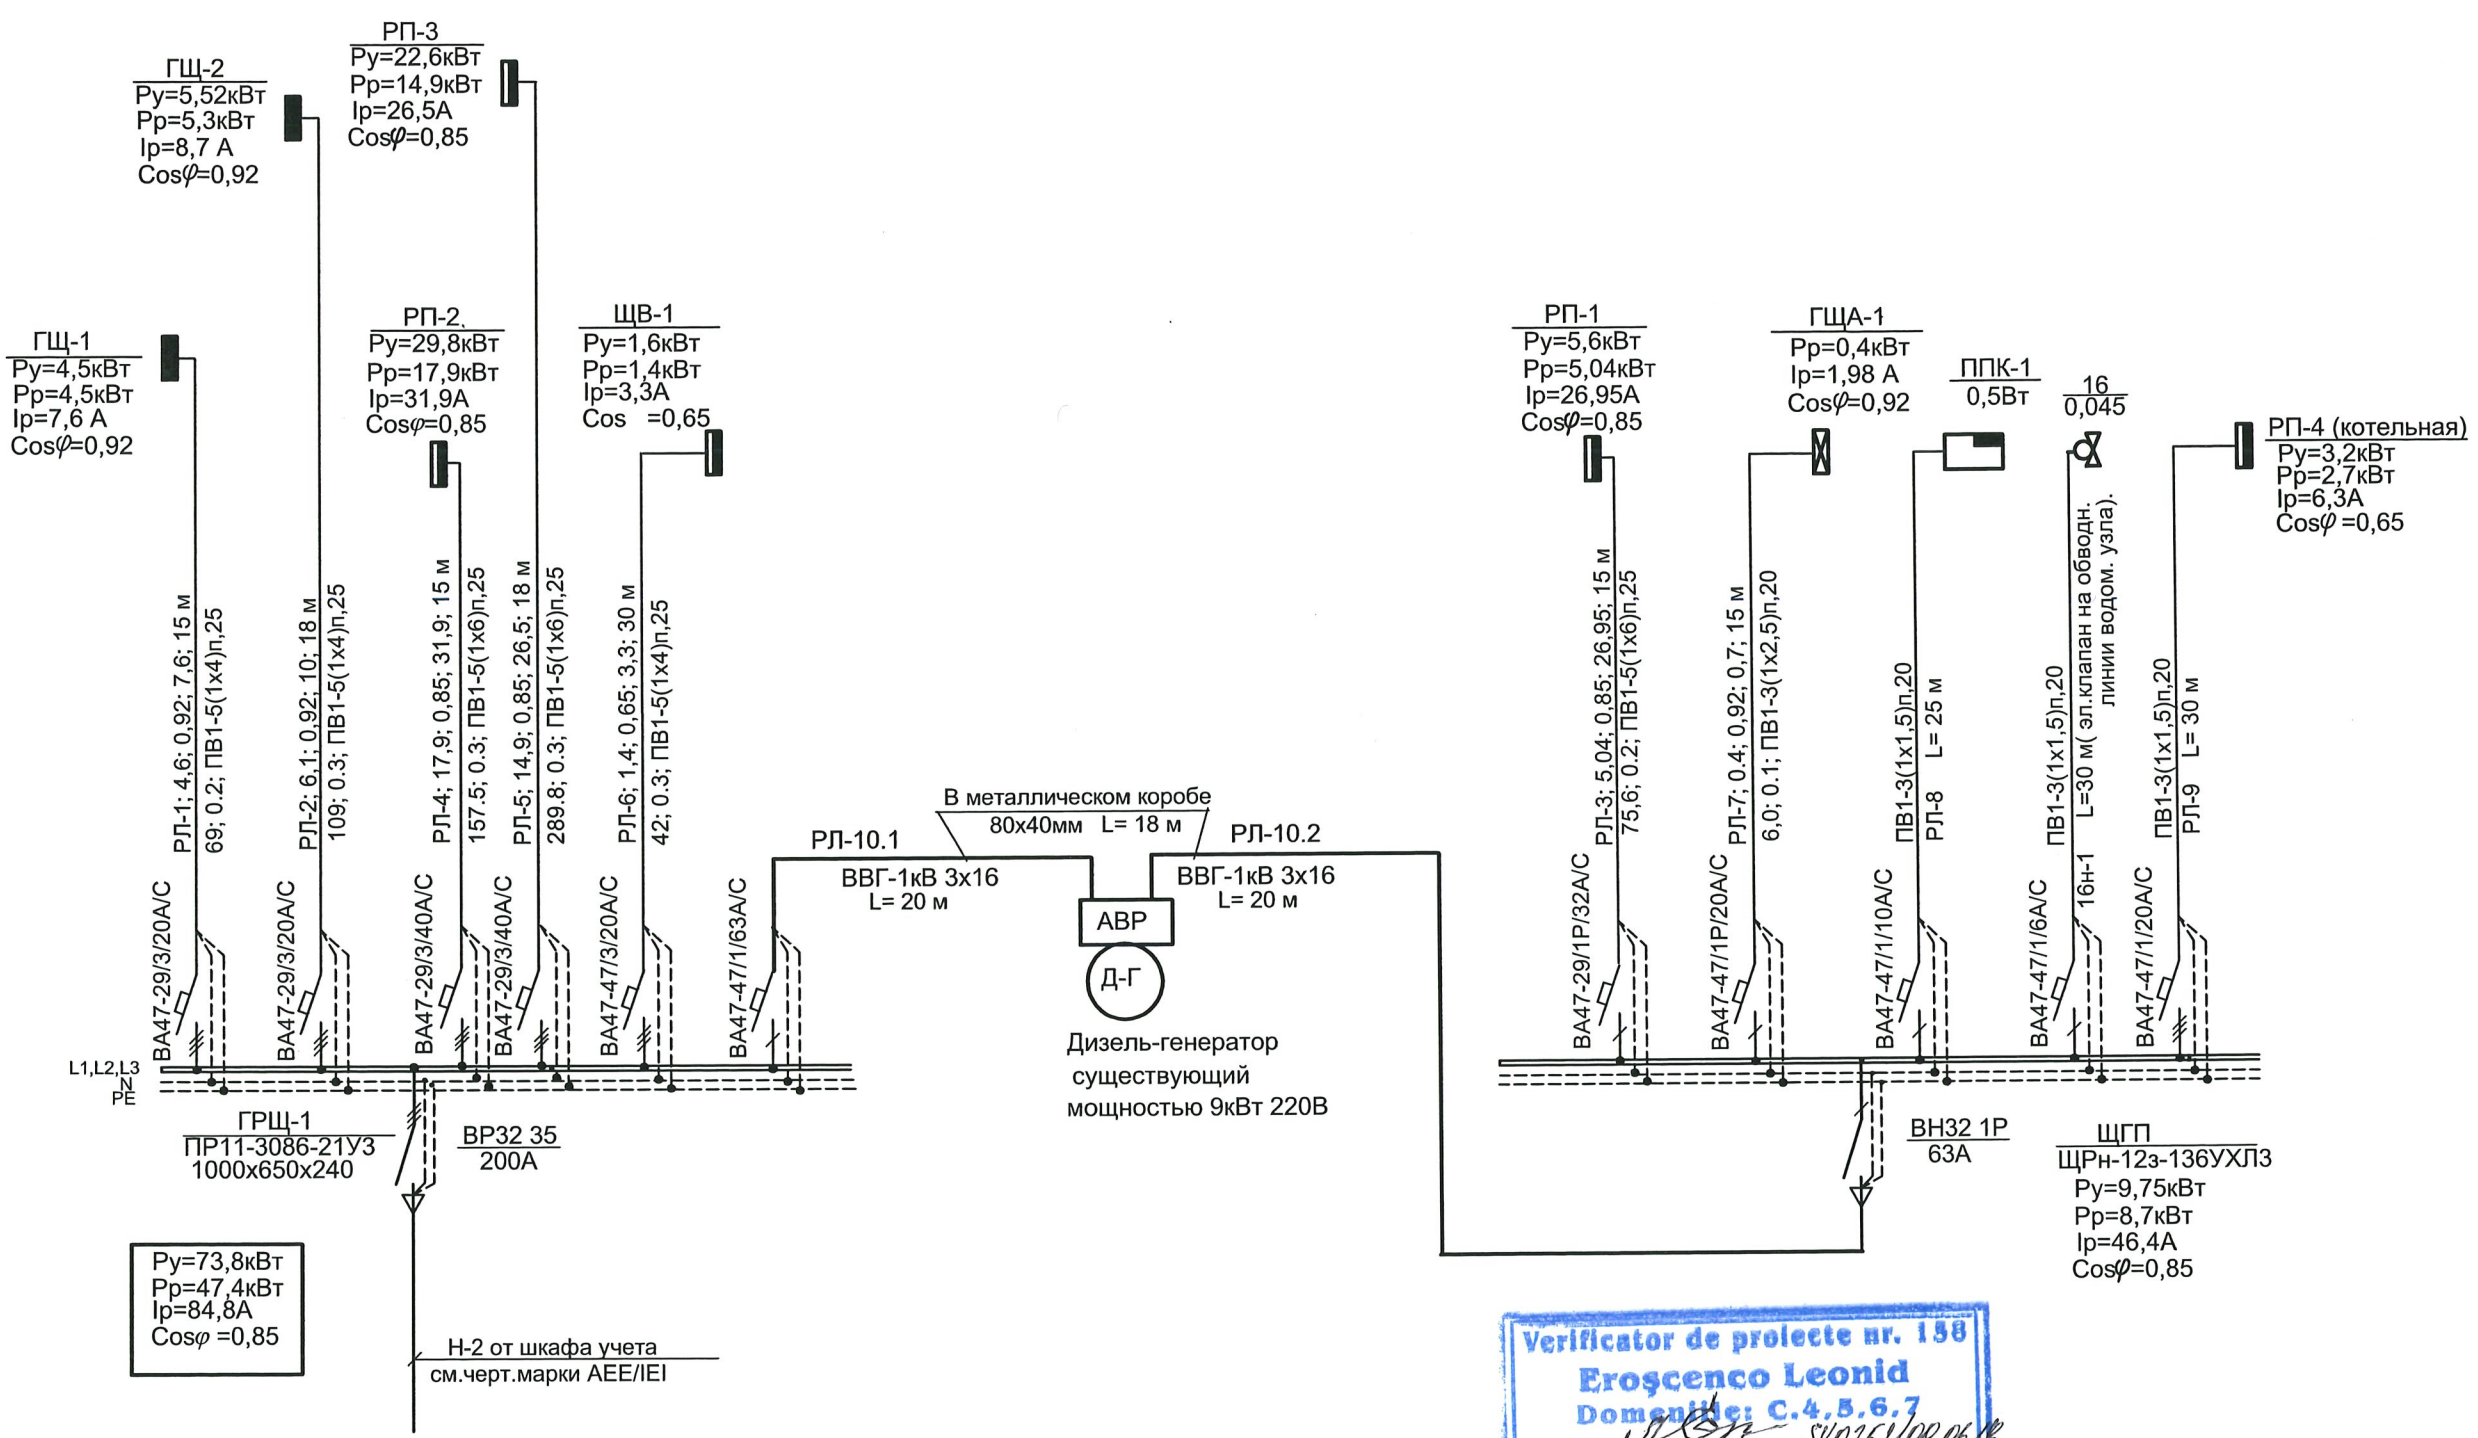 РП-3
Ру=22,6кВт
Рр=14,9кВт
Iр=26,5А
Cosφ=0,85
ГЩ-2
Ру=5,52кВт
Рр=5,3кВт
Iр=8,7 А
Cosφ=0,92
ГЩ-1
Ру=4,5кВт
Рр=4,5кВт
Iр=7,6 А
Cosφ=0,92
РП-2
Ру=29,8кВт
Рр=17,9кВт
Iр=31,9А
Cosφ=0,85
ЩВ-1
Ру=1,6кВт
Рр=1,4кВт
Iр=3,3А
Cos =0,65
РП-1
Ру=5,6кВт
Рр=5,04кВт
Iр=26,95А
Cosφ=0,85
ГЩА-1
Рр=0,4кВт
Iр=1,98 А
Cosφ=0,92
ППК-1
0,5Вт
16
0,045
РП-4 (котельная)
Ру=3,2кВт
Рр=2,7кВт
Iр=6,3А
Cosφ =0,65
РЛ-1; 4,6; 0,92; 7,6; 15 м
69; 0.2; ПВ1-5(1х4)п,25
РЛ-2; 6,1; 0,92; 10; 18 м
109; 0.3; ПВ1-5(1х4)п,25
РЛ-4; 17,9; 0,85; 31,9; 15 м
157.5; 0.3; ПВ1-5(1х6)п,25
РЛ-5; 14,9; 0,85; 26,5; 18 м
289.8; 0.3; ПВ1-5(1х6)п,25
РЛ-6; 1,4; 0,65; 3,3; 30 м
42; 0.3; ПВ1-5(1х4)п,25
РЛ-3; 5,04; 0,85; 26,95; 15 м
75,6; 0.2; ПВ1-5(1х6)п,25
РЛ-7; 0.4; 0,92; 0,7; 15 м
6,0; 0.1; ПВ1-3(1х2,5)п,20
ПВ1-3(1х1,5)п,20
РЛ-8 L= 25 м
ПВ1-3(1х1,5)п,20
16н-1 L=30 м( эл.клапан на обводн.
линии водом. узла).
ПВ1-3(1х1,5)п,20
РЛ-9 L= 30 м
ВА47-29/3/20А/С
ВА47-29/3/20А/С
ВА47-29/3/40А/С
ВА47-29/3/40А/С
ВА47-47/3/20А/С
ВА47-47/1/63А/С
ВА47-29/1Р/32А/С
ВА47-47/1Р/20А/С
ВА47-47/1/10А/С
ВА47-47/1/6А/С
ВА47-47/1/20А/С
В металлическом коробе
80х40мм L= 18 м
РЛ-10.1
РЛ-10.2
ВВГ-1кВ 3х16
L= 20 м
ВВГ-1кВ 3х16
L= 20 м
АВР
Д-Г
Дизель-генератор
существующий
мощностью 9кВт 220В
L1,L2,L3
N
PE
ГРЩ-1
ПР11-3086-21У3
1000х650х240
ВР32 35
200А
ВН32 1Р
63А
ЩГП
ЩРн-12з-136УХЛ3
Ру=9,75кВт
Рр=8,7кВт
Iр=46,4А
Cosφ=0,85
Ру=73,8кВт
Рр=47,4кВт
Iр=84,8А
Cosφ =0,85
Н-2 от шкафа учета
см.черт.марки AEE/IEI
Verificator de proiecte nr. 158
Eroşcenco Leonid
Domeniile: C.4,5,6,7